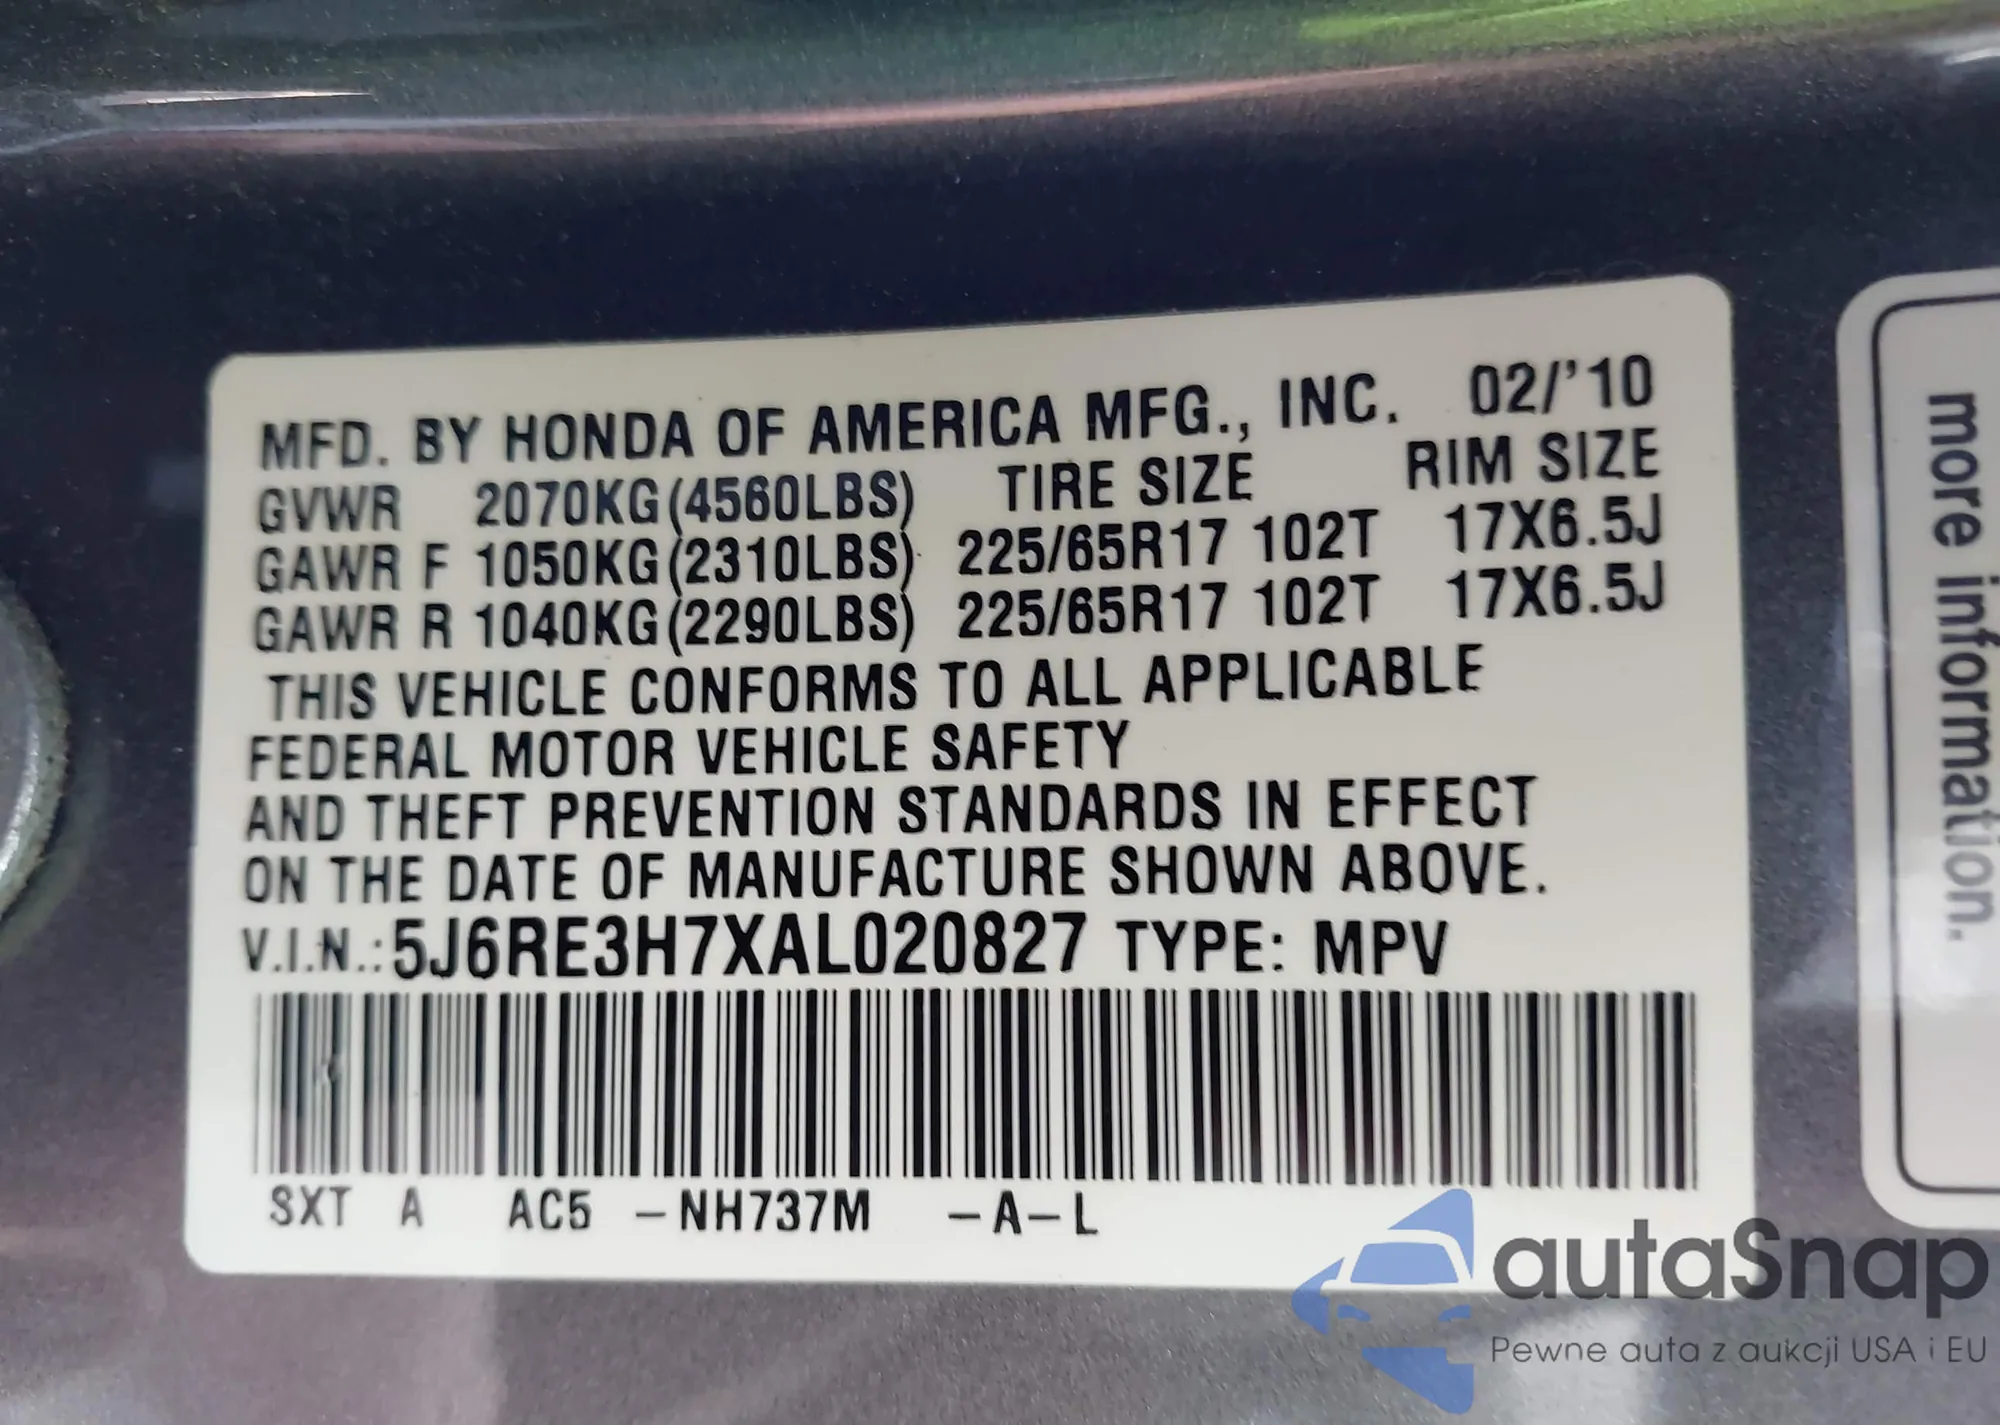 MFD. BY HONDA OF AMERICA MFG., INC. 02/'10
GVWR 2070KG(4560LBS) TIRE SIZE RIM SIZE
GAWR F 1050KG(2310LBS) 225/65R17 102T 17X6.5J
GAWR R 1040KG(2290LBS) 225/65R17 102T 17X6.5J
THIS VEHICLE CONFORMS TO ALL APPLICABLE
FEDERAL MOTOR VEHICLE SAFETY
AND THEFT PREVENTION STANDARDS IN EFFECT
ON THE DATE OF MANUFACTURE SHOWN ABOVE.
V.I.N.: 5J6RE3H7XAL020827 TYPE: MPV
SXT A AC5 -NH737M -A-L
more information.
autaSnap
Pewne auta z aukcji USA i EU